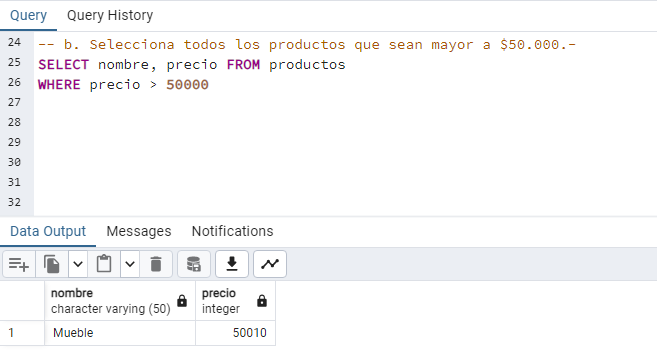 Query Query History
24 -- b. Selecciona todos los productos que sean mayor a $50.000.-
25 SELECT nombre, precio FROM productos
26 WHERE precio > 50000
27
28
29
30
31
32
Data Output Messages Notifications
nombre precio
character varying (50) integer
1 Mueble 50010